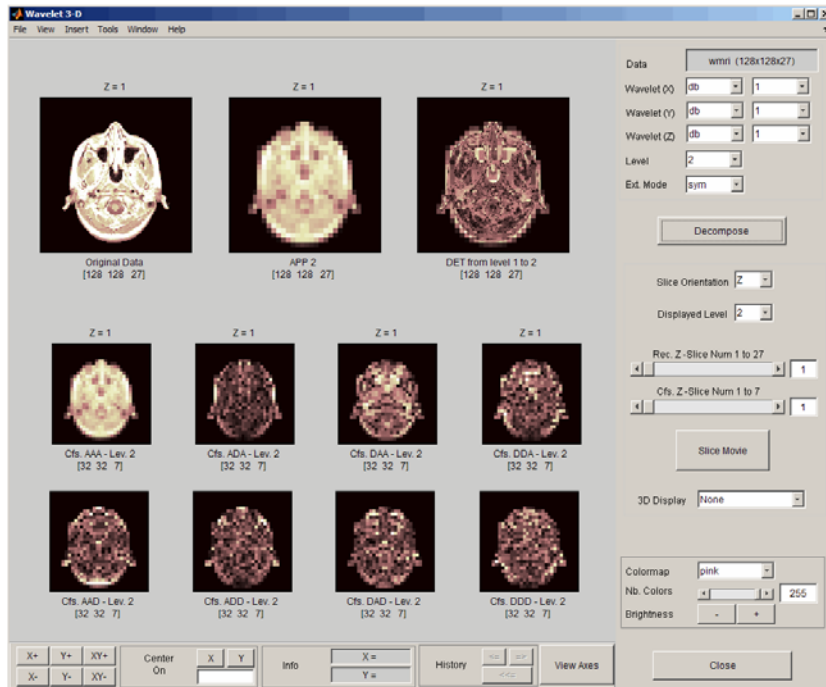 Wavelet 3-D
File View Insert Tools Window Help
Z = 1 Z = 1 Z = 1
Original Data APP 2 DET from level 1 to 2
[128 128 27] [128 128 27] [128 128 27]
Z = 1 Z = 1 Z = 1 Z = 1
Cfs. AAA - Lev. 2 Cfs. ADA - Lev. 2 Cfs. DAA - Lev. 2 Cfs. DDA - Lev. 2
[32 32 7] [32 32 7] [32 32 7] [32 32 7]
Cfs. AAD - Lev. 2 Cfs. ADD - Lev. 2 Cfs. DAD - Lev. 2 Cfs. DDD - Lev. 2
[32 32 7] [32 32 7] [32 32 7] [32 32 7]
Data wmri (128x128x27)
Wavelet (X) db 1
Wavelet (Y) db 1
Wavelet (Z) db 1
Level 2
Ext. Mode sym
Decompose
Slice Orientation Z
Displayed Level 2
Rec. Z-Slice Num 1 to 27
1
Cfs. Z-Slice Num 1 to 7
1
Slice Movie
3D Display None
Colormap pink
Nb. Colors 255
Brightness - +
X+ Y+ XY+
X- Y- XY-
Center On X Y
Info X =
Y =
History <= =>
<<=
View Axes
Close